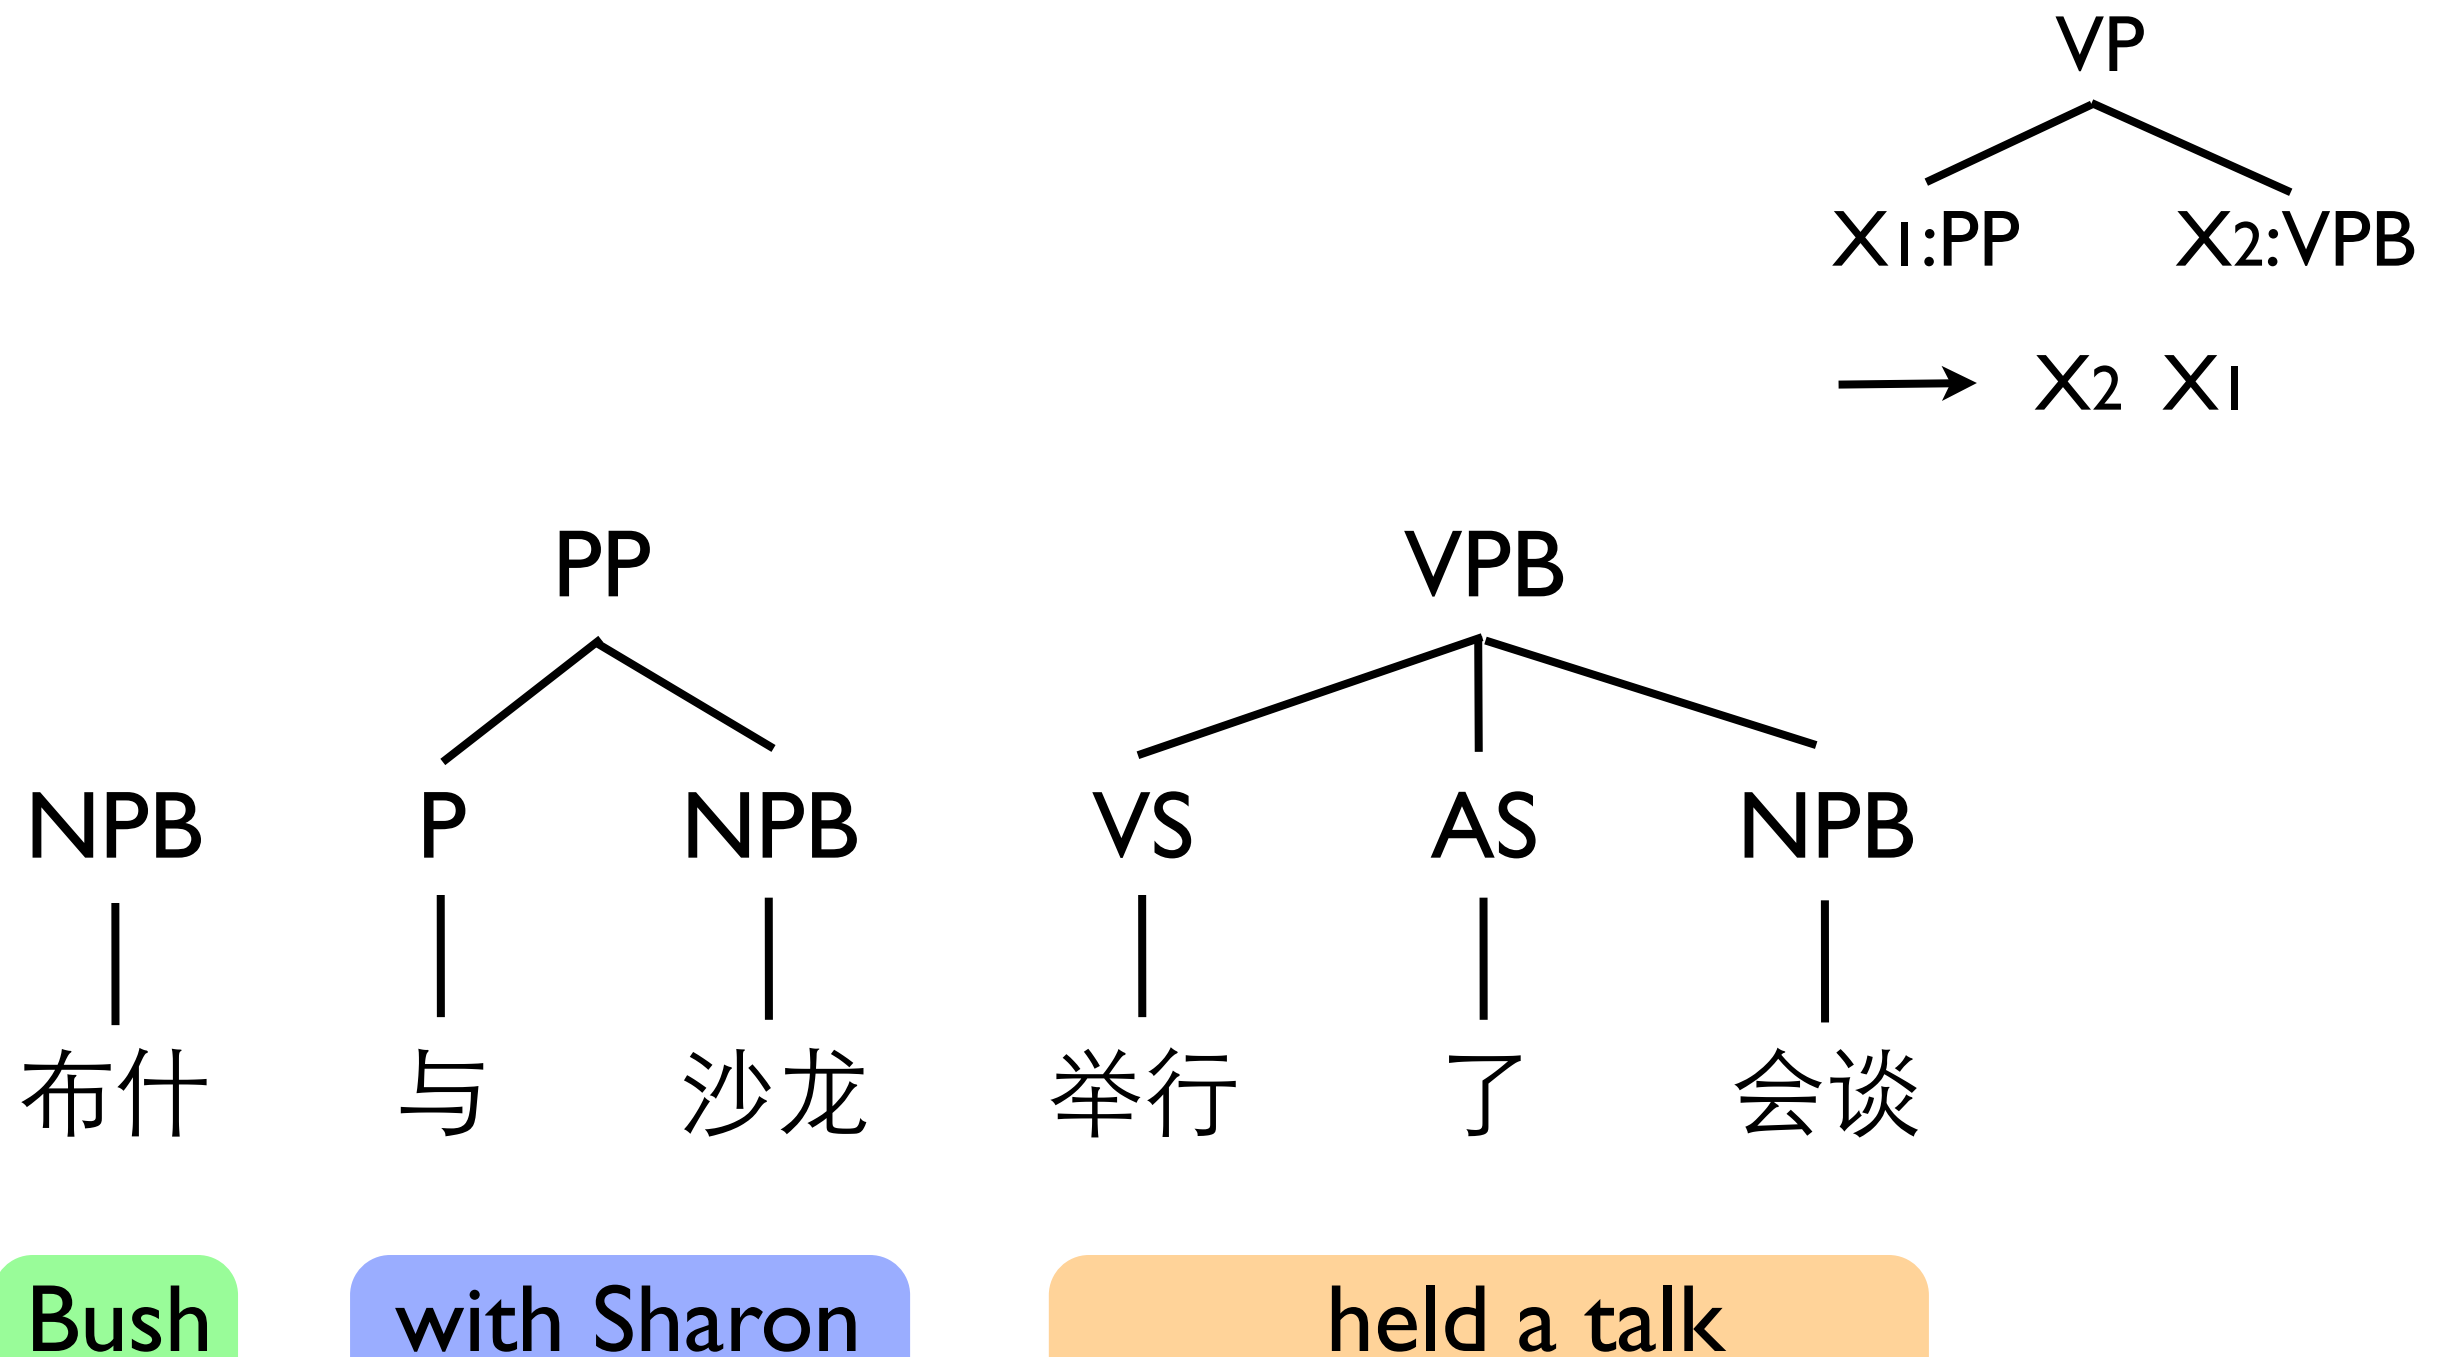 VP
X1:PP X2:VPB
X2 X1
PP VPB
NPB P NPB VS AS NPB
布什 与 沙龙 举行 了 会谈
Bush with Sharon held a talk